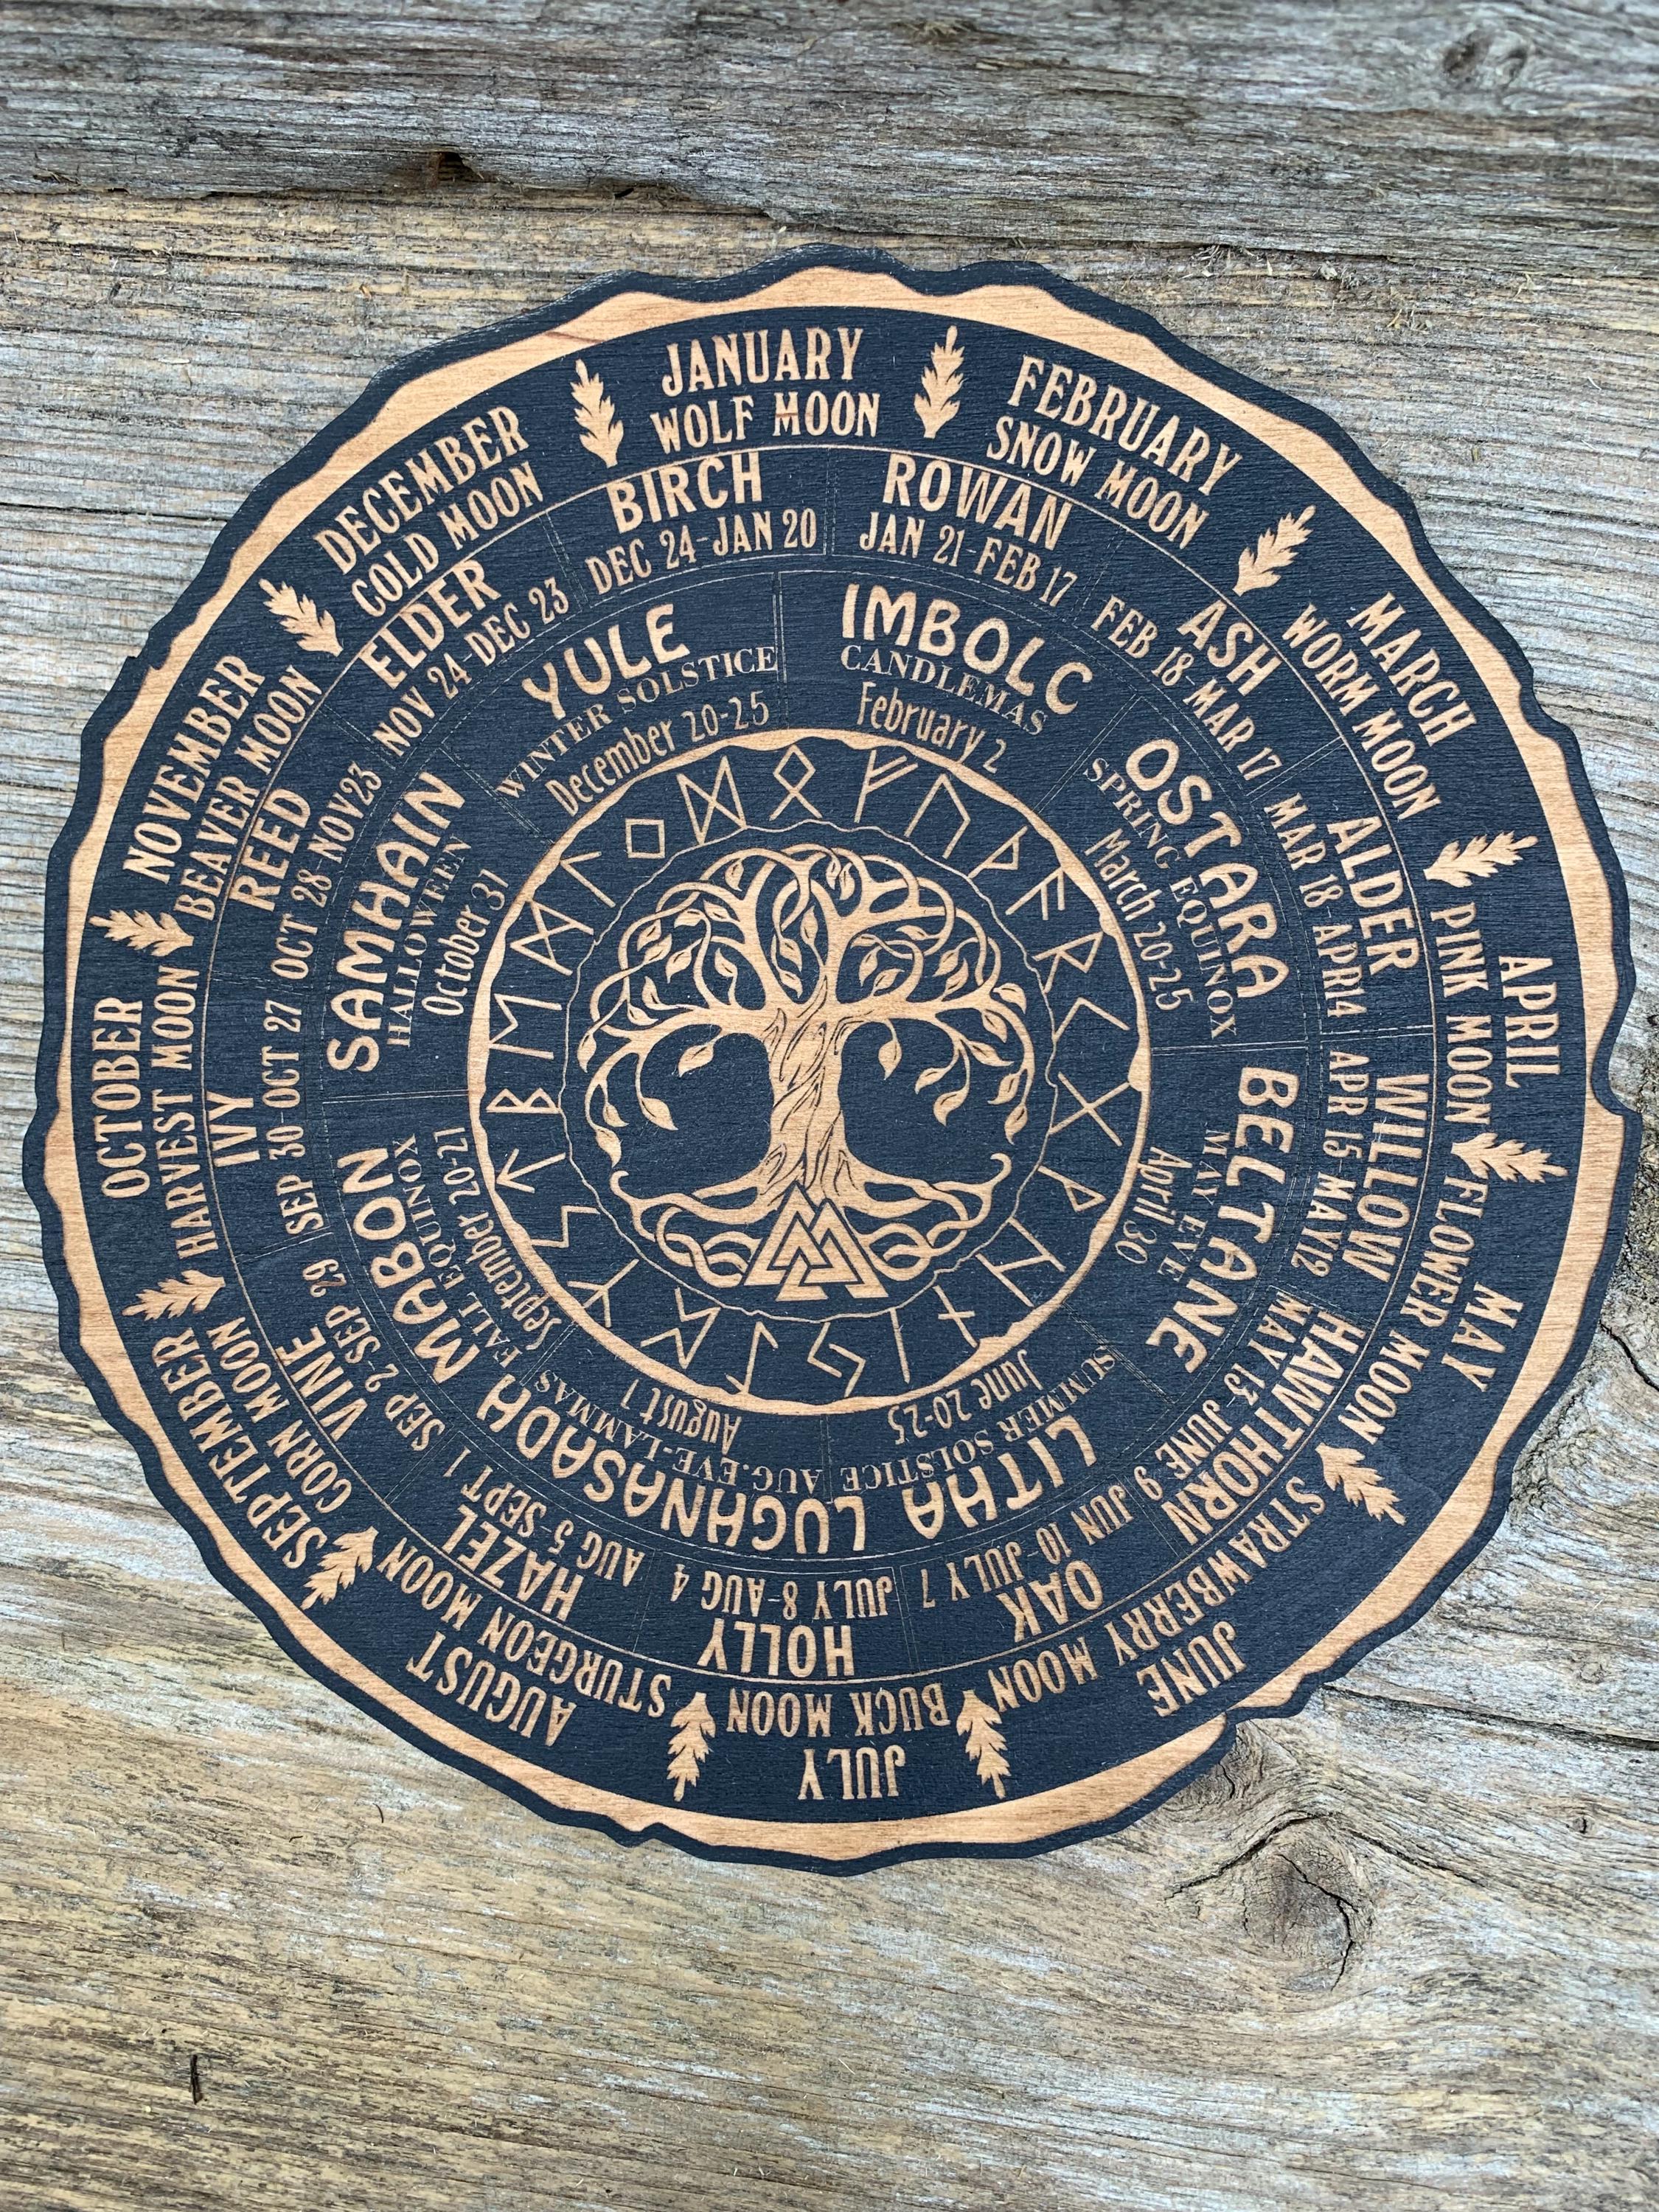 JANUARY
WOLF MOON
FEBRUARY
SNOW MOON
MARCH
WORM MOON
APRIL
PINK MOON
MAY
FLOWER MOON
JUNE
STRAWBERRY MOON
JULY
BUCK MOON
AUGUST
STURGEON MOON
SEPTEMBER
CORN MOON
OCTOBER
HARVEST MOON
NOVEMBER
BEAVER MOON
DECEMBER
COLD MOON
BIRCH
DEC 24-JAN 20
ROWAN
JAN 21-FEB 17
ASH
FEB 18-MAR 17
ALDER
MAR 18-APR14
WILLOW
APR 15-MAY12
HAWTHORN
MAY 13-JUNE 9
OAK
JUN 10-JULY 7
HOLLY
JULY 8-AUG 4
HAZEL
AUG 5-SEPT 1
VINE
SEP 2-SEP 29
IVY
SEP 30-OCT 27
REED
OCT 28-NOV23
ELDER
NOV 24-DEC 23
YULE
WINTER SOLSTICE
December 20-25
IMBOLC
CANDLEMAS
February 2
OSTARA
SPRING EQUINOX
March 20-25
BELTANE
MAY EVE
April 30
LITHA
SUMMER SOLSTICE
June 20-25
LUGHNASADH
AUG.EVE-LAMMAS
August 1
MABON
FALL EQUINOX
September 20-27
SAMHAIN
HALLOWEEN
October 31
ᚠ ᚢ ᚦ ᚨ ᚱ ᚲ ᚷ ᚹ ᚺ ᚾ ᛁ ᛃ ᛇ ᛈ ᛉ ᛊ ᛏ ᛒ ᛖ ᛗ ᛚ ᛜ ᛞ ᛟ